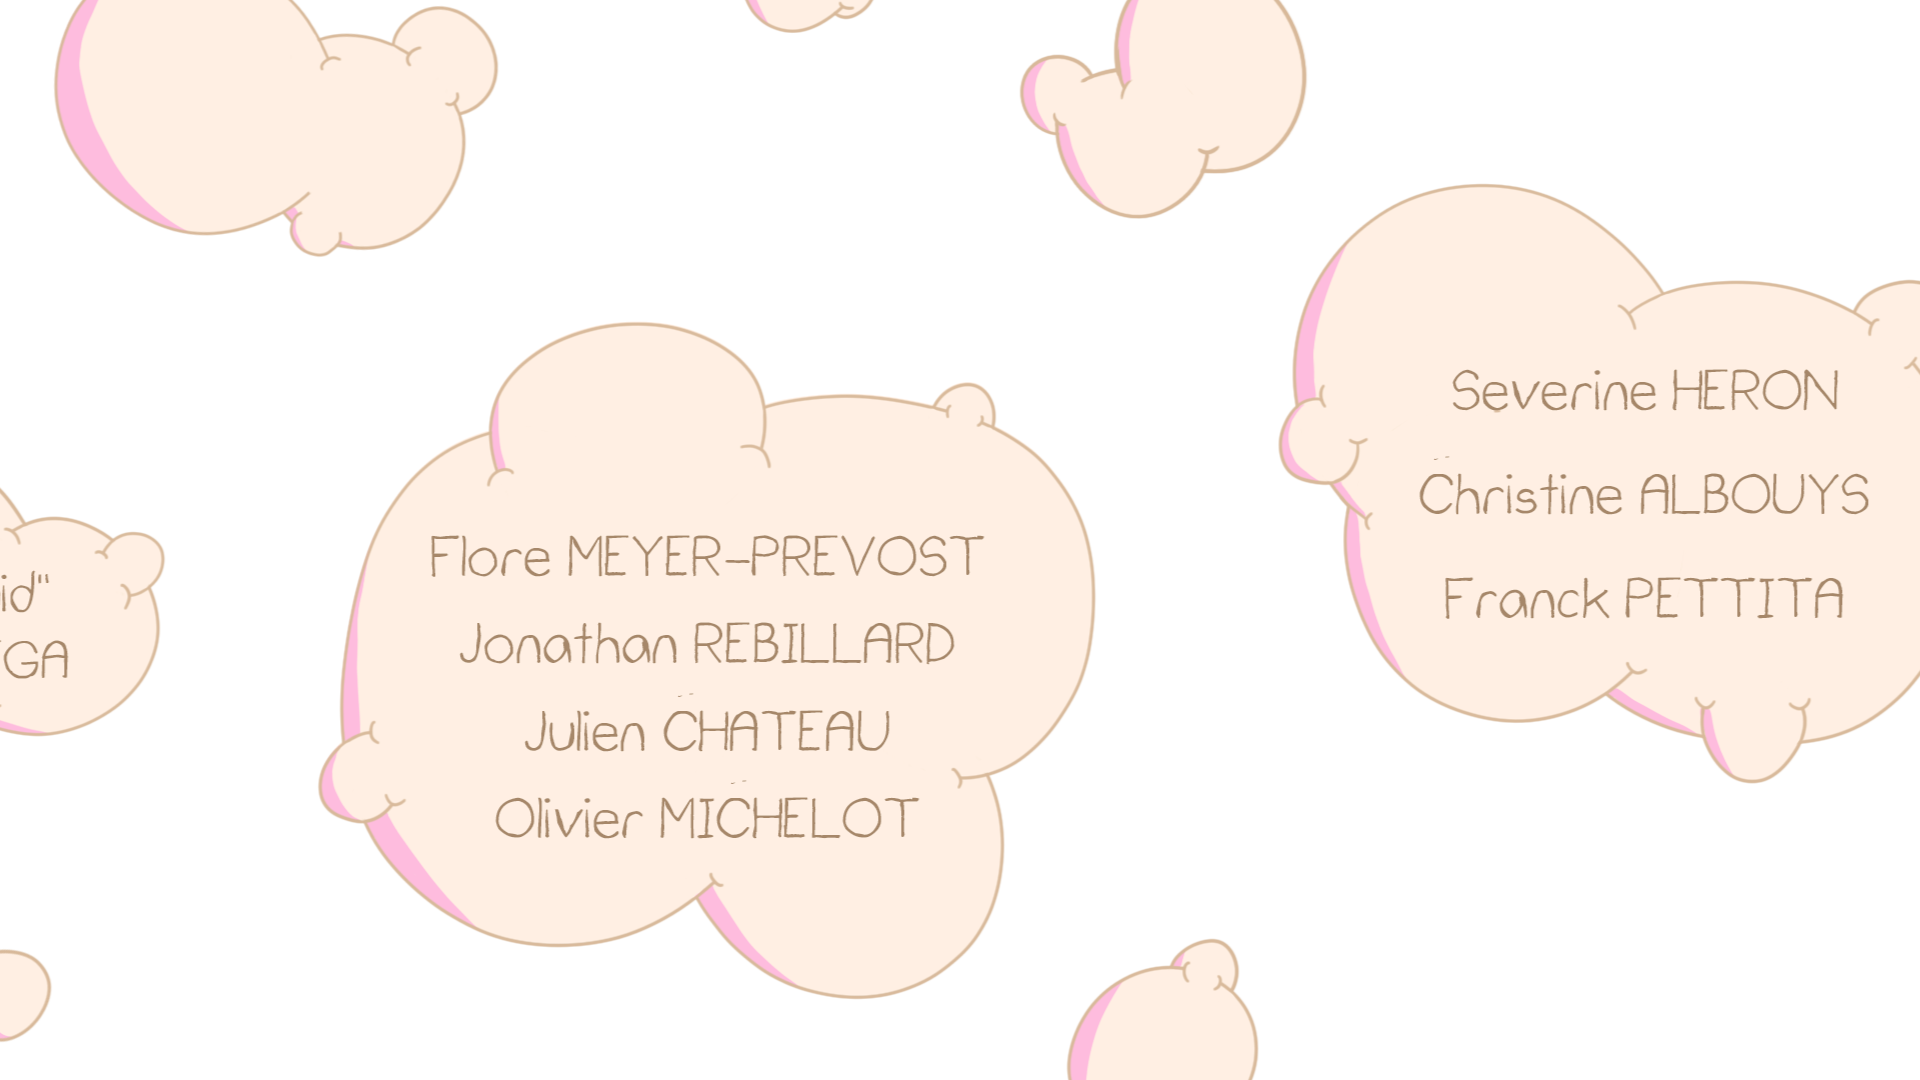 id"
GA
Flore MEYER-PREVOST
Jonathan REBILLARD
Julien CHATEAU
Olivier MICHELOT
Severine HERON
Christine ALBOUYS
Franck PETTITA